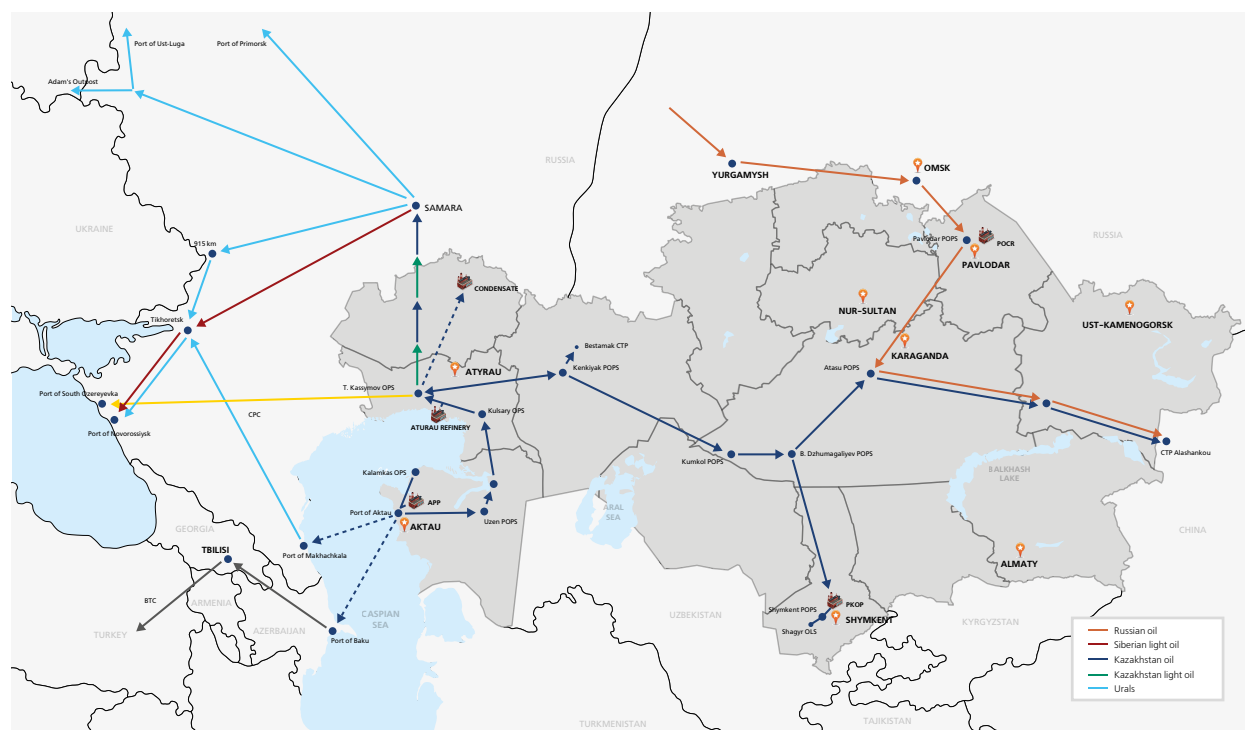 Port of Ust-Luga
Port of Primorsk
Adam's Outpost
RUSSIA
OMSK
YURGAMYSH
SAMARA
UKRAINE
915 km
RUSSIA
Pavlodar POPS
POCR
PAVLODAR
CONDENSATE
NUR-SULTAN
UST-KAMENOGORSK
Tikhoretsk
Bestamak CTP
KARAGANDA
Kenkiyak POPS
Atasu POPS
ATYRAU
T. Kassymov OPS
Port of South Ozereyevka
CPC
Kulsary OPS
ATURAU REFINERY
Port of Novorossiysk
Kumkol POPS
B. Dzhumagaliyev POPS
CTP Alashankou
Kalamkas OPS
BALKHASH
LAKE
APP
Port of Aktau
Uzen POPS
ARAL
SEA
AKTAU
GEORGIA
CHINA
TBILISI
Port of Makhachkala
ALMATY
BTC
ARMENIA
PKOP
Shymkent POPS
CASPIAN
SEA
UZBEKISTAN
SHYMKENT
KYRGYZSTAN
TURKEY
AZERBAIJAN
Shagyr OLS
Port of Baku
Russian oil
Siberian light oil
Kazakhstan oil
Kazakhstan light oil
Urals
TURKMENISTAN
TAJIKISTAN